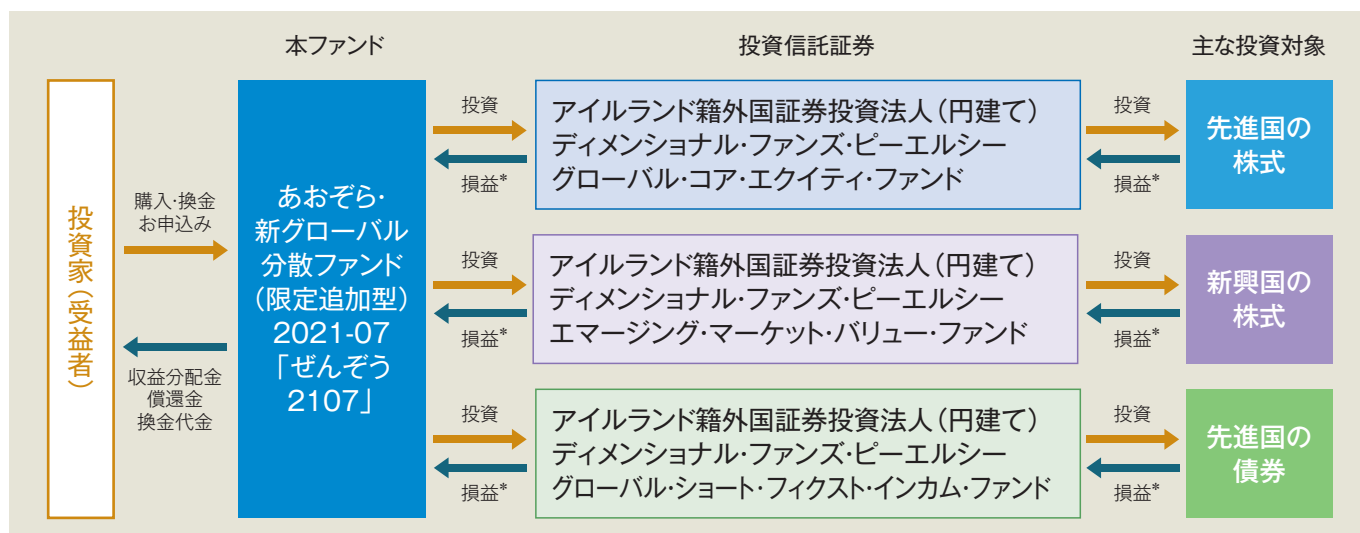 本ファンド
投資信託証券
主な投資対象
投資家(受益者)
購入・換金
お申込み
収益分配金
償還金
換金代金
あおぞら・
新グローバル
分散ファンド
(限定追加型)
2021-07
「ぜんぞう
2107」
投資
損益*
アイルランド籍外国証券投資法人(円建て)
ディメンショナル・ファンズ・ピーエルシー
グローバル・コア・エクイティ・ファンド
投資
損益*
先進国の
株式
投資
損益*
アイルランド籍外国証券投資法人(円建て)
ディメンショナル・ファンズ・ピーエルシー
エマージング・マーケット・バリュー・ファンド
投資
損益*
新興国の
株式
投資
損益*
アイルランド籍外国証券投資法人(円建て)
ディメンショナル・ファンズ・ピーエルシー
グローバル・ショート・フィクスト・インカム・ファンド
投資
損益*
先進国の
債券